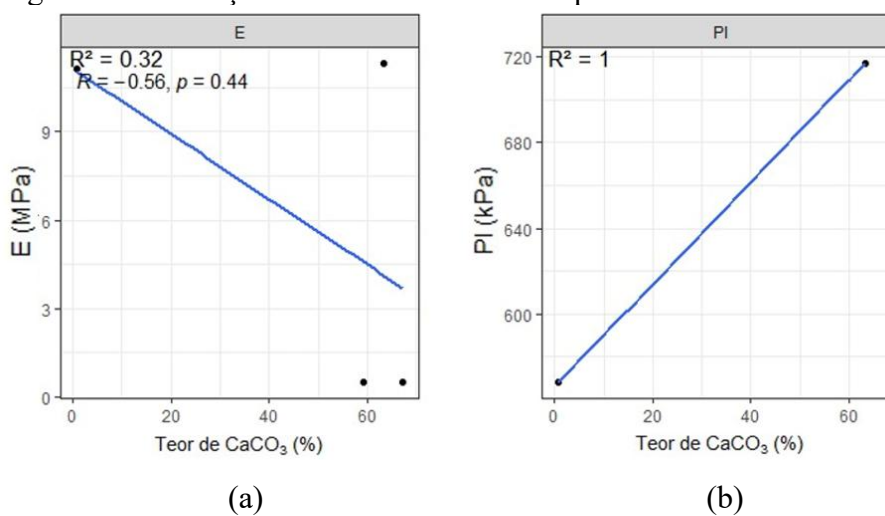 E
R² = 0.32
R = −0.56, p = 0.44
E (MPa)
9
6
3
0
0 20 40 60
Teor de CaCO₃ (%)
(a)
PI
R² = 1
PI (kPa)
720
680
640
600
0 20 40 60
Teor de CaCO₃ (%)
(b)